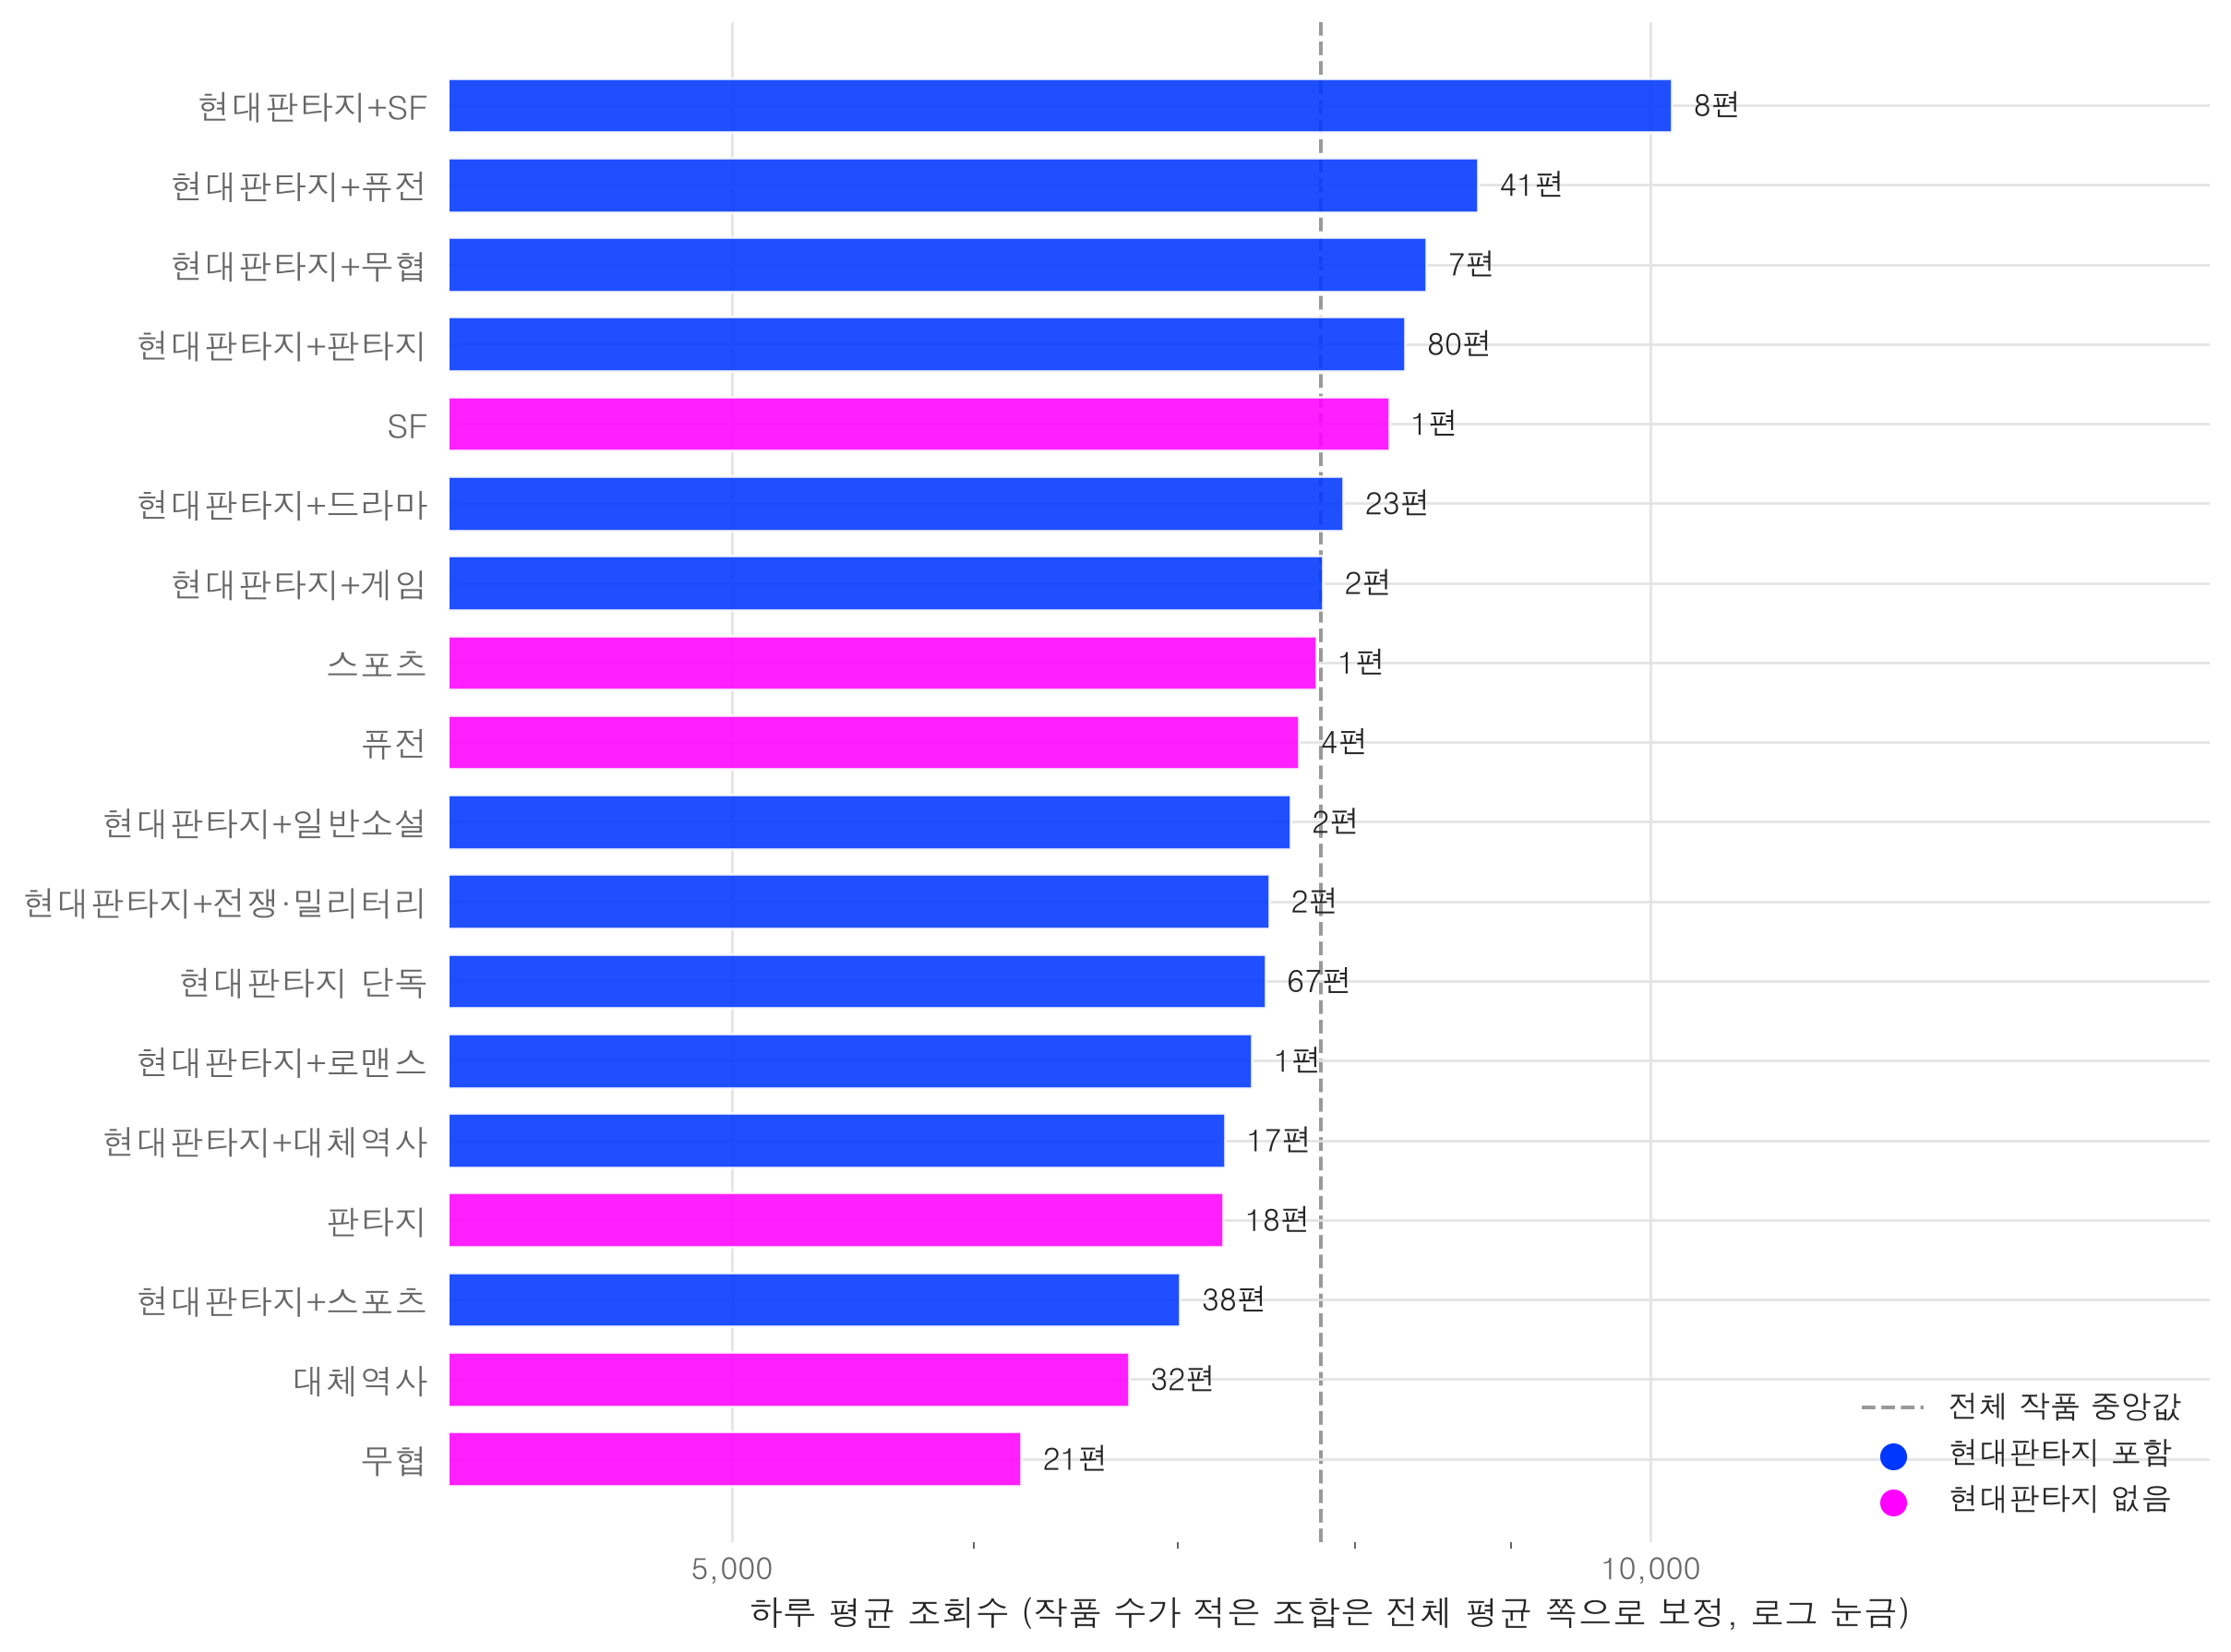 현대판타지+SF 8편
현대판타지+퓨전 41편
현대판타지+무협 7편
현대판타지+판타지 80편
SF 1편
현대판타지+드라마 23편
현대판타지+게임 2편
스포츠 1편
퓨전 4편
현대판타지+일반소설 2편
현대판타지+전쟁·밀리터리 2편
현대판타지 단독 67편
현대판타지+로맨스 1편
현대판타지+대체역사 17편
판타지 18편
현대판타지+스포츠 38편
대체역사 32편
무협 21편
전체 작품 중앙값
현대판타지 포함
현대판타지 없음
5,000 10,000
하루 평균 조회수 (작품 수가 적은 조합은 전체 평균 쪽으로 보정, 로그 눈금)